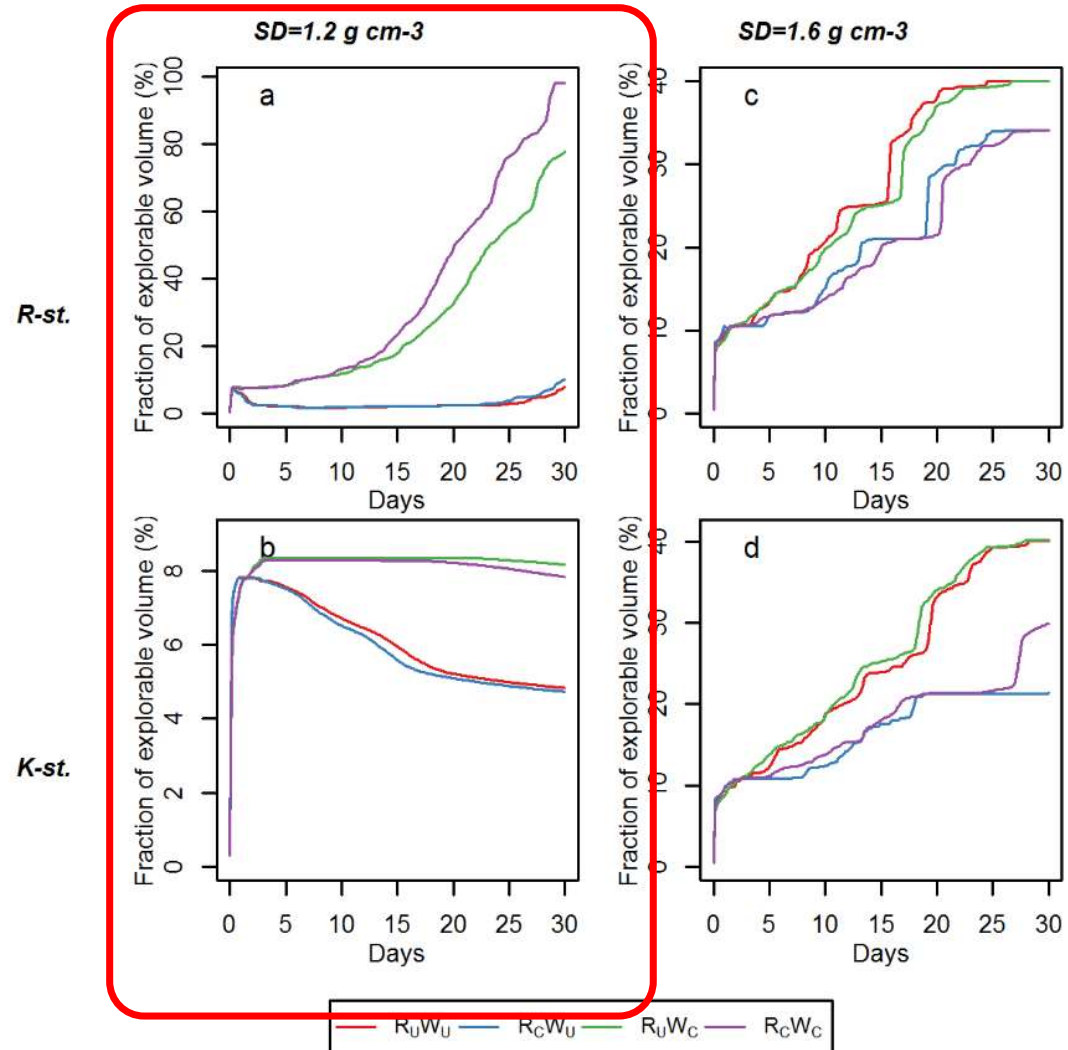 SD=1.2 g cm-3
SD=1.6 g cm-3
R-st.
Fraction of explorable volume (%)
0 20 40 60 80 100
a
0 5 10 15 20 25 30
Days
Fraction of explorable volume (%)
0 10 20 30 40
c
0 5 10 15 20 25 30
Days
K-st.
Fraction of explorable volume (%)
0 2 4 6 8
b
0 5 10 15 20 25 30
Days
Fraction of explorable volume (%)
0 10 20 30 40
d
0 5 10 15 20 25 30
Days
RUWU RCWU RUWC RCWC